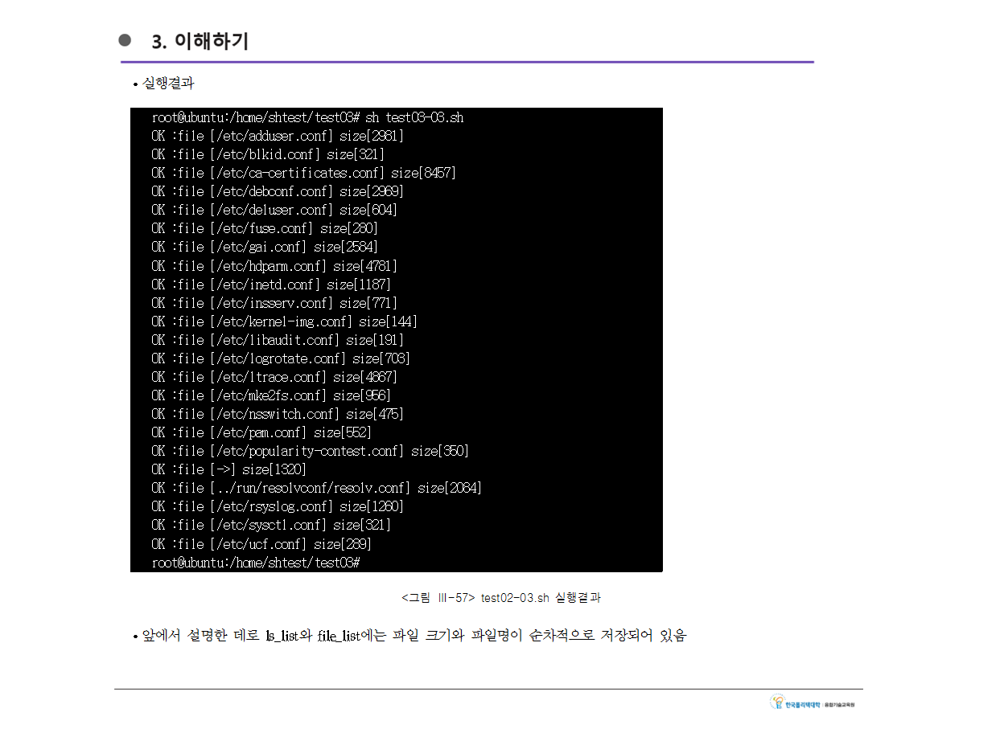 3. 이해하기
• 실행결과
root@ubuntu:/home/shtest/test03# sh test03-03.sh
OK :file [/etc/adduser.conf] size[2981]
OK :file [/etc/blkid.conf] size[321]
OK :file [/etc/ca-certificates.conf] size[8457]
OK :file [/etc/debconf.conf] size[2969]
OK :file [/etc/deluser.conf] size[604]
OK :file [/etc/fuse.conf] size[280]
OK :file [/etc/gai.conf] size[2584]
OK :file [/etc/hdparm.conf] size[4781]
OK :file [/etc/inetd.conf] size[1187]
OK :file [/etc/insserv.conf] size[771]
OK :file [/etc/kernel-img.conf] size[144]
OK :file [/etc/libaudit.conf] size[191]
OK :file [/etc/logrotate.conf] size[703]
OK :file [/etc/ltrace.conf] size[4867]
OK :file [/etc/mke2fs.conf] size[956]
OK :file [/etc/nsswitch.conf] size[475]
OK :file [/etc/pam.conf] size[552]
OK :file [/etc/popularity-contest.conf] size[350]
OK :file [->] size[1320]
OK :file [../run/resolvconf/resolv.conf] size[2084]
OK :file [/etc/rsyslog.conf] size[1260]
OK :file [/etc/sysctl.conf] size[321]
OK :file [/etc/ucf.conf] size[289]
root@ubuntu:/home/shtest/test03#
<그림 III-57> test02-03.sh 실행결과
• 앞에서 설명한 데로 ls_list와 file_list에는 파일 크기와 파일명이 순차적으로 저장되어 있음
한국폴리텍대학 융합기술교육원